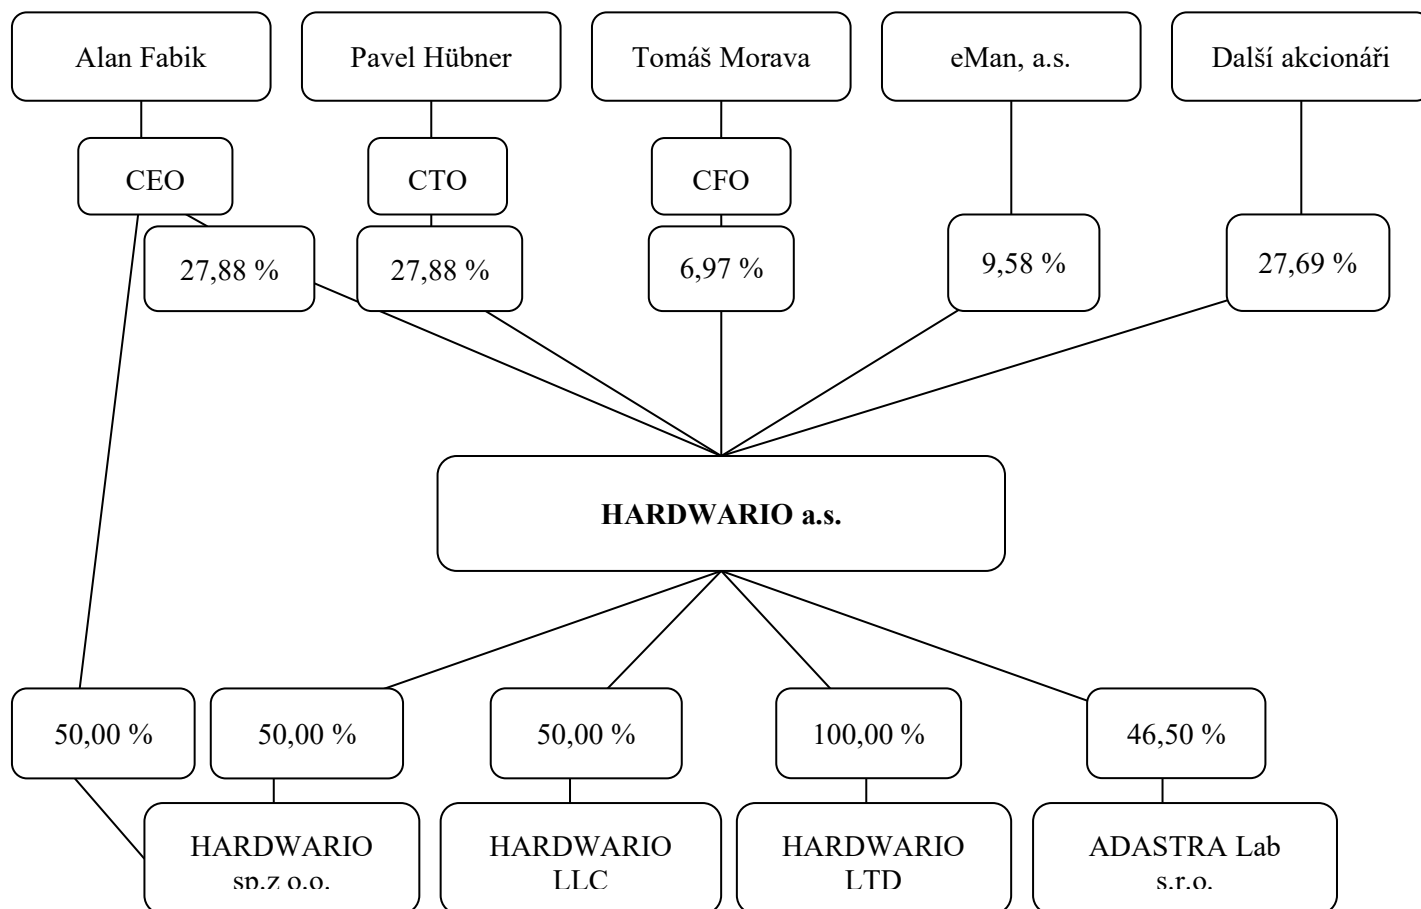 Alan Fabik
Pavel Hübner
Tomáš Morava
eMan, a.s.
Další akcionáři
CEO
CTO
CFO
27,88 %
27,88 %
6,97 %
9,58 %
27,69 %
HARDWARIO a.s.
50,00 %
50,00 %
50,00 %
100,00 %
46,50 %
HARDWARIO
sp.z o.o.
HARDWARIO
LLC
HARDWARIO
LTD
ADASTRA Lab
s.r.o.